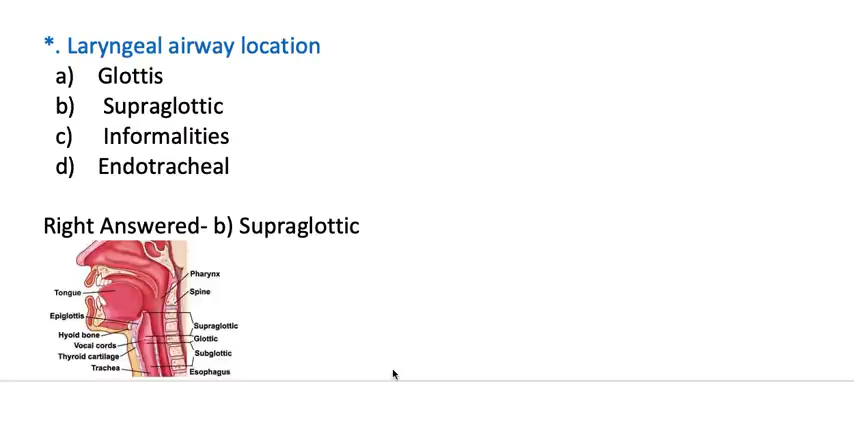 *. Laryngeal airway location
a) Glottis
b) Supraglottic
c) Informalities
d) Endotracheal
Right Answered- b) Supraglottic
Pharynx
Tongue
Spine
Epiglottis
Supraglottic
Hyoid bone
Glottic
Vocal cords
Subglottic
Thyroid cartilage
Trachea
Esophagus